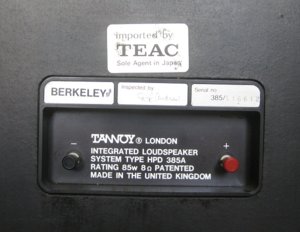 imported by
TEAC
Sole Agent in Japan
BERKELEY
Inspected by
Serial no
385/
TANNOY ® LONDON
INTEGRATED LOUDSPEAKER
SYSTEM TYPE HPD 385A
RATING 85w 8Ω PATENTED
MADE IN THE UNITED KINGDOM
- +